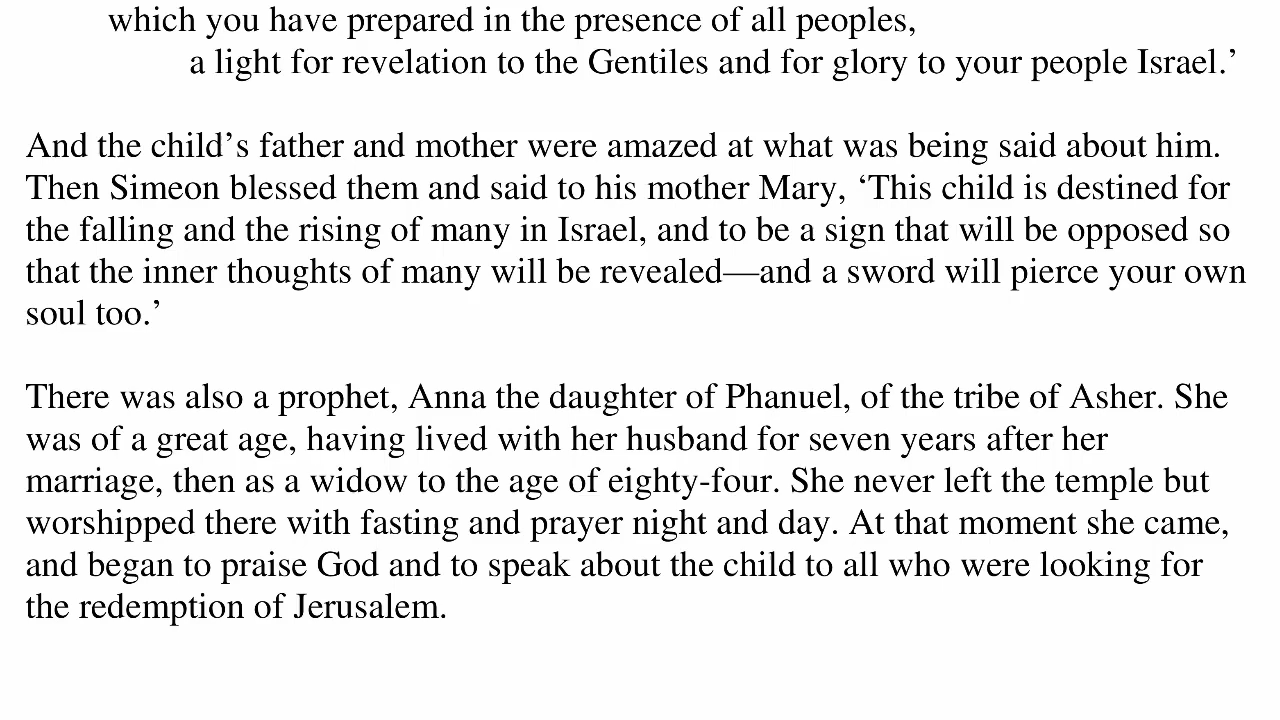 which you have prepared in the presence of all peoples,
a light for revelation to the Gentiles and for glory to your people Israel.’
And the child’s father and mother were amazed at what was being said about him.
Then Simeon blessed them and said to his mother Mary, ‘This child is destined for
the falling and the rising of many in Israel, and to be a sign that will be opposed so
that the inner thoughts of many will be revealed—and a sword will pierce your own
soul too.’
There was also a prophet, Anna the daughter of Phanuel, of the tribe of Asher. She
was of a great age, having lived with her husband for seven years after her
marriage, then as a widow to the age of eighty-four. She never left the temple but
worshipped there with fasting and prayer night and day. At that moment she came,
and began to praise God and to speak about the child to all who were looking for
the redemption of Jerusalem.